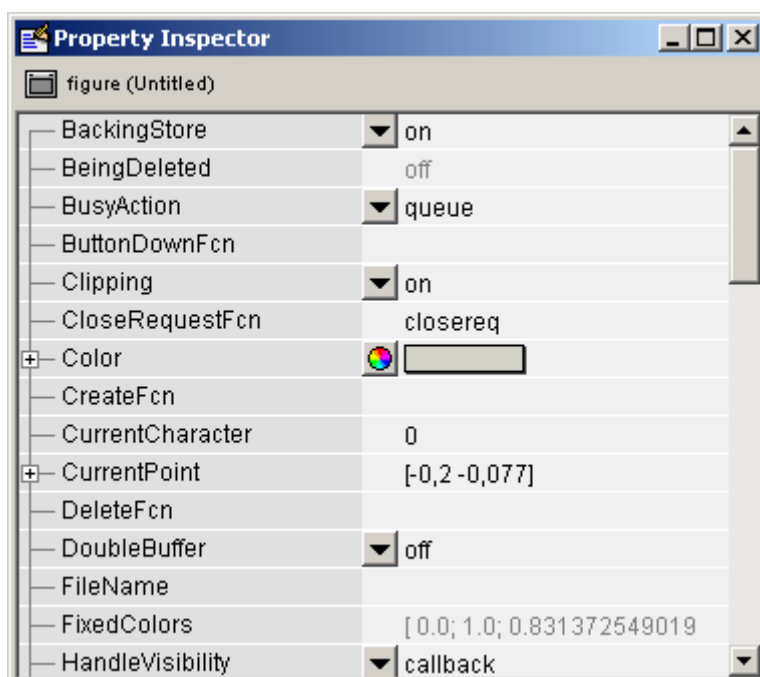 Property Inspector
figure (Untitled)
BackingStore on
BeingDeleted off
BusyAction queue
ButtonDownFcn
Clipping on
CloseRequestFcn closereq
Color
CreateFcn
CurrentCharacter 0
CurrentPoint [-0,2 -0,077]
DeleteFcn
DoubleBuffer off
FileName
FixedColors [ 0.0; 1.0; 0.831372549019
HandleVisibility callback